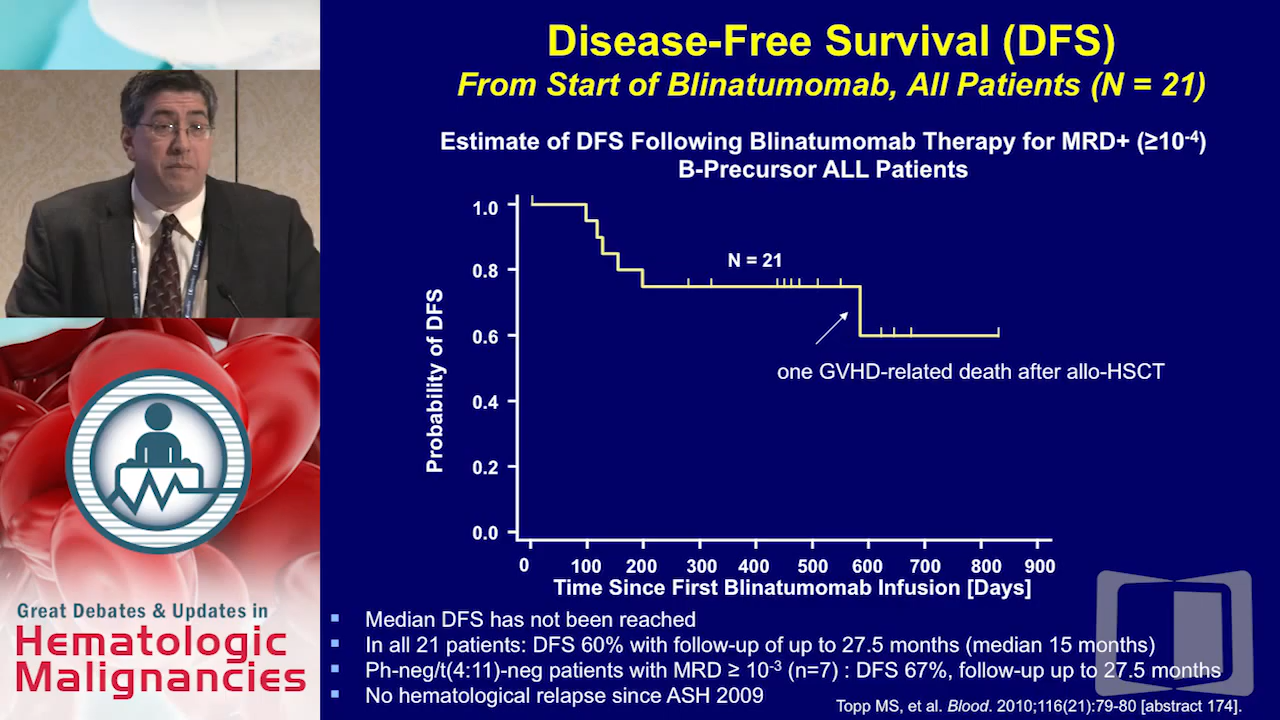 Disease-Free Survival (DFS)
From Start of Blinatumomab, All Patients (N = 21)
Estimate of DFS Following Blinatumomab Therapy for MRD+ (≥10⁻⁴)
B-Precursor ALL Patients
1.0
0.8
0.6
0.4
0.2
0.0
Probability of DFS
N = 21
one GVHD-related death after allo-HSCT
0 100 200 300 400 500 600 700 800 900
Time Since First Blinatumomab Infusion [Days]
Median DFS has not been reached
In all 21 patients: DFS 60% with follow-up of up to 27.5 months (median 15 months)
Ph-neg/t(4:11)-neg patients with MRD ≥ 10⁻³ (n=7) : DFS 67%, follow-up up to 27.5 months
No hematological relapse since ASH 2009
Topp MS, et al. Blood. 2010;116(21):79-80 [abstract 174].
Great Debates & Updates in
Hematologic
Malignancies